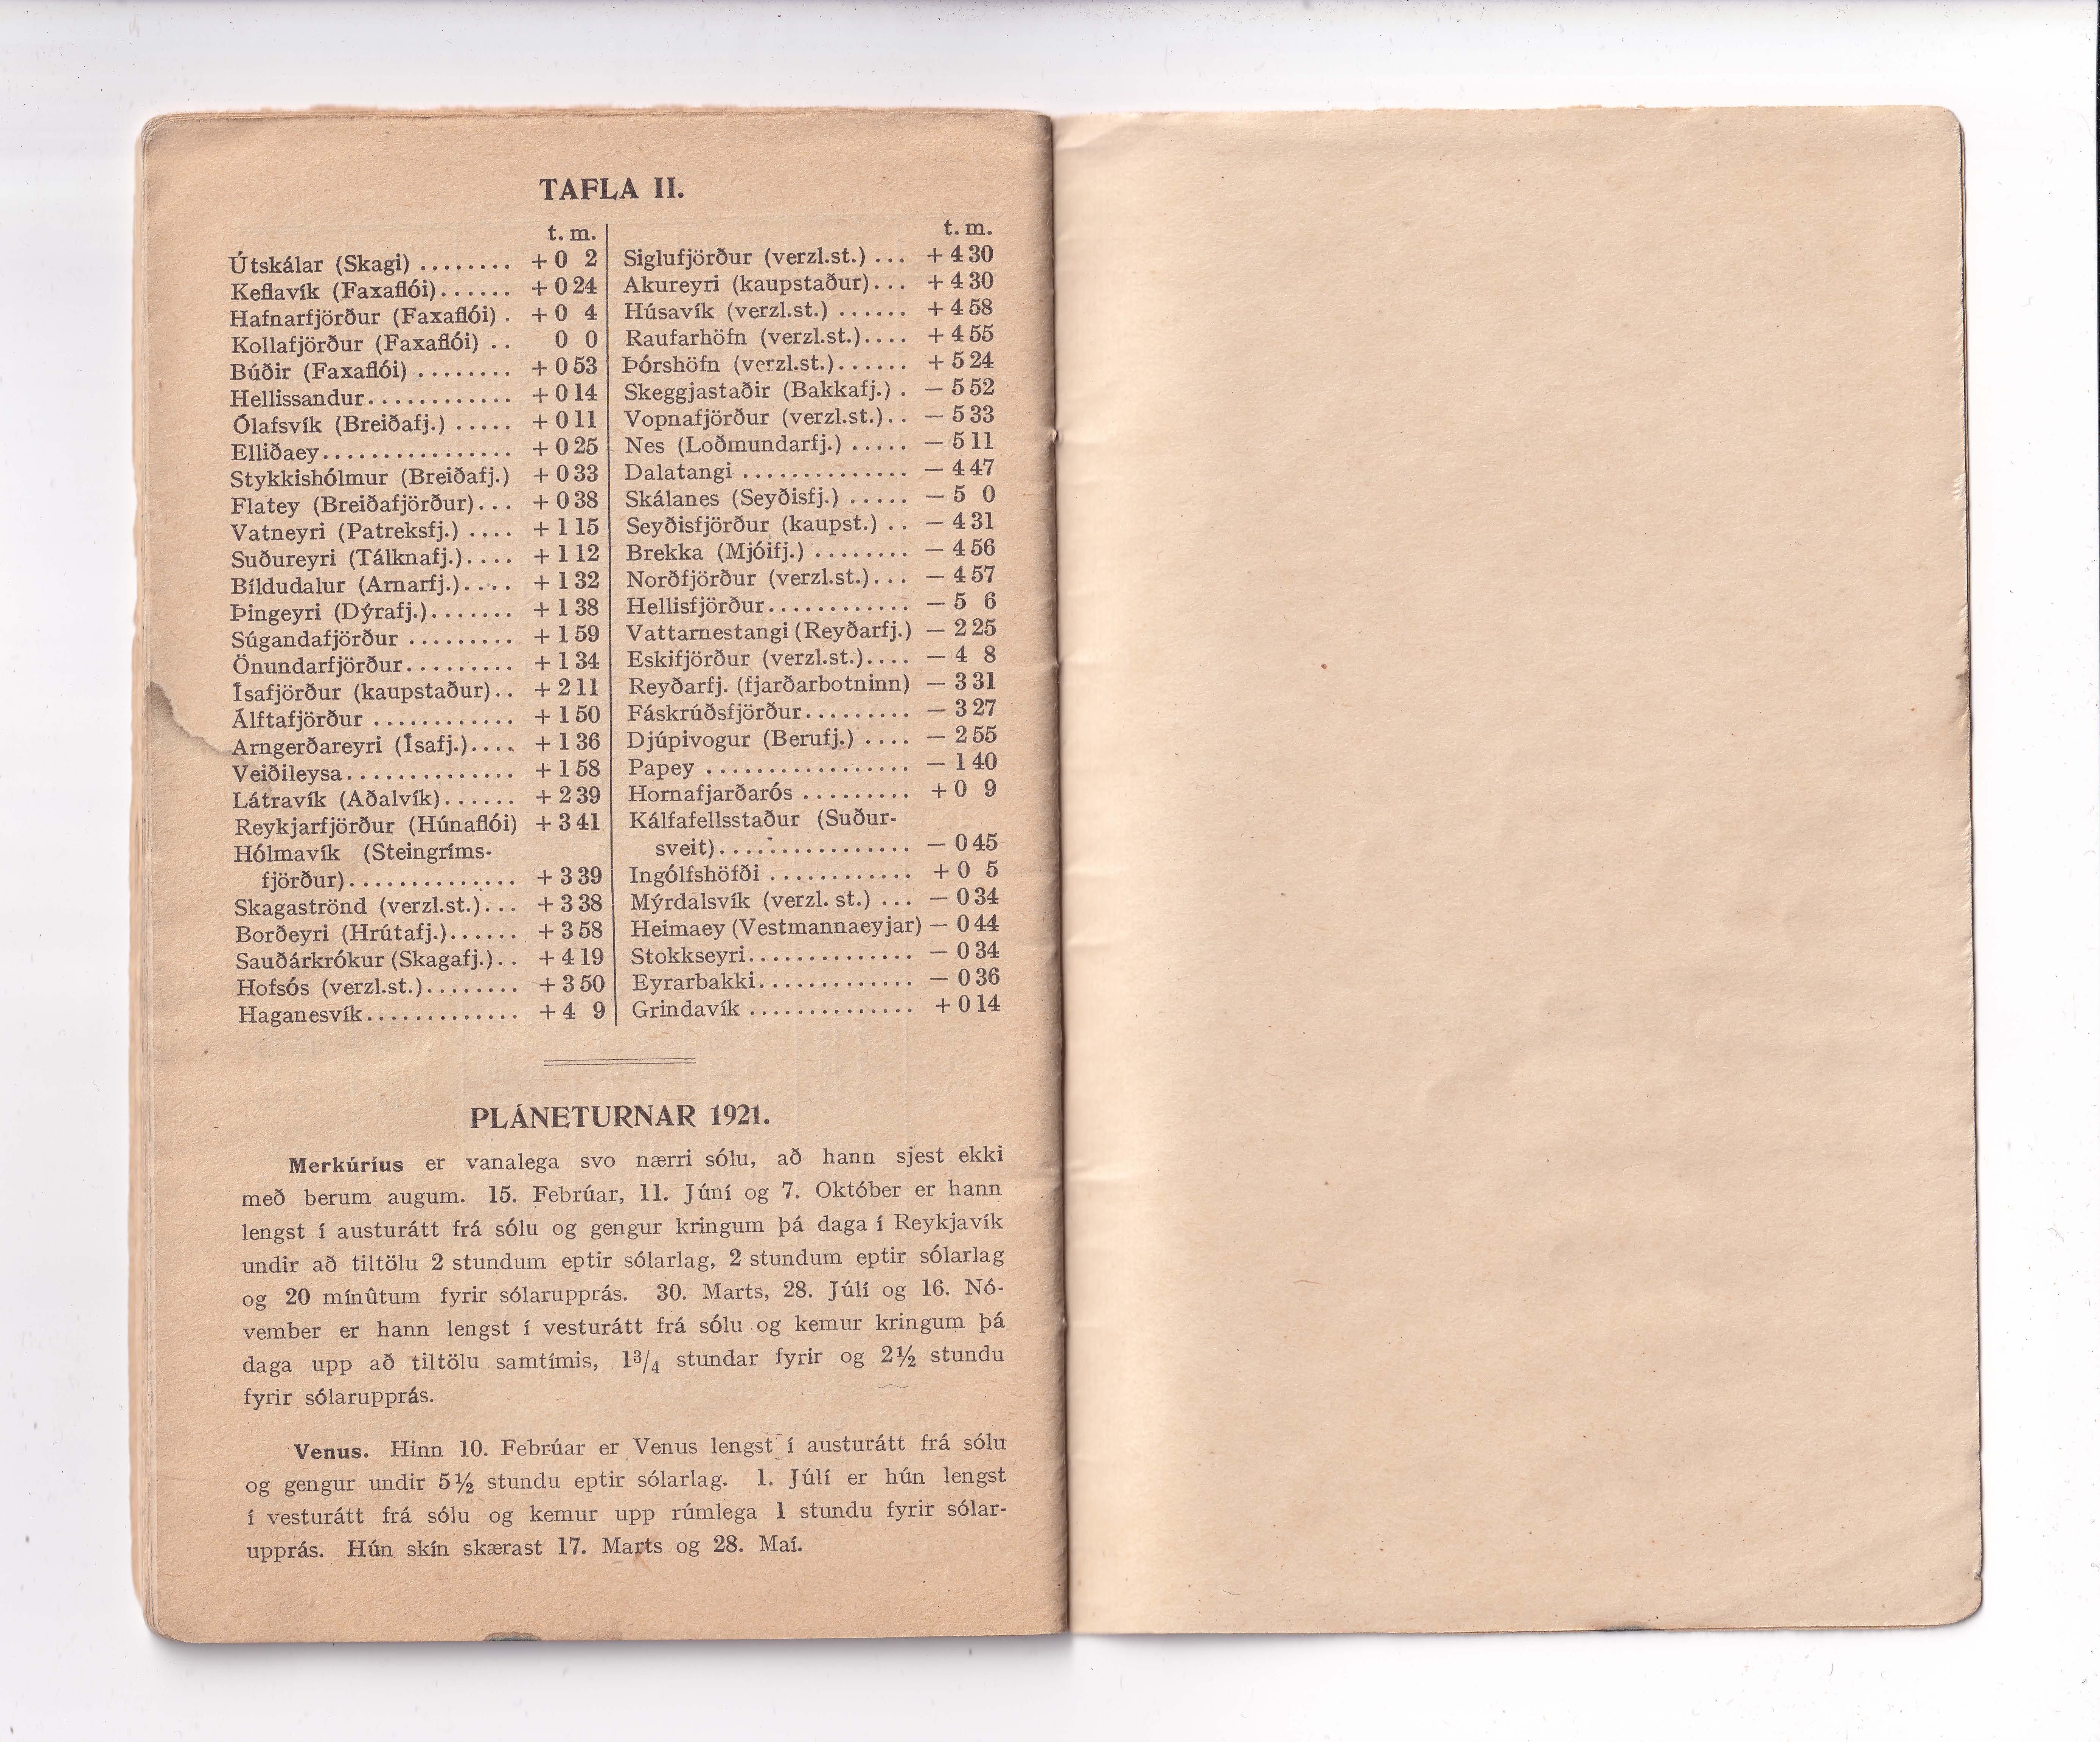 TAFLA II.
t. m.
Útskálar (Skagi) ........ + 0 2
Keflavík (Faxaflói)...... + 0 24
Hafnarfjörður (Faxaflói) . + 0 4
Kollafjörður (Faxaflói) .. 0 0
Búðir (Faxaflói) ........ + 0 53
Hellissandur............ + 0 14
Ólafsvík (Breiðafj.) ..... + 0 11
Elliðaey................ + 0 25
Stykkishólmur (Breiðafj.) + 0 33
Flatey (Breiðafjörður)... + 0 38
Vatneyri (Patreksfj.) .... + 1 15
Suðureyri (Tálknafj.).... + 1 12
Bíldudalur (Arnarfj.).... + 1 32
Þingeyri (Dýrafj.)....... + 1 38
Súgandafjörður ......... + 1 59
Önundarfjörður......... + 1 34
Ísafjörður (kaupstaður).. + 2 11
Álftafjörður ............ + 1 50
Arngerðareyri (Ísafj.).... + 1 36
Veiðileysa.............. + 1 58
Látravík (Aðalvík)...... + 2 39
Reykjarfjörður (Húnaflói) + 3 41
Hólmavík (Steingríms-
fjörður).............. + 3 39
Skagaströnd (verzl.st.)... + 3 38
Borðeyri (Hrútafj.)...... + 3 58
Sauðárkrókur (Skagafj.).. + 4 19
Hofsós (verzl.st.)........ + 3 50
Haganesvík............. + 4 9
t. m.
Siglufjörður (verzl.st.) ... + 4 30
Akureyri (kaupstaður)... + 4 30
Húsavík (verzl.st.) ...... + 4 58
Raufarhöfn (verzl.st.).... + 4 55
Þórshöfn (verzl.st.)...... + 5 24
Skeggjastaðir (Bakkafj.) . — 5 52
Vopnafjörður (verzl.st.).. — 5 33
Nes (Loðmundarfj.) ..... — 5 11
Dalatangi .............. — 4 47
Skálanes (Seyðisfj.) ..... — 5 0
Seyðisfjörður (kaupst.) .. — 4 31
Brekka (Mjóifj.) ........ — 4 56
Norðfjörður (verzl.st.)... — 4 57
Hellisfjörður............ — 5 6
Vattarnestangi (Reyðarfj.) — 2 25
Eskifjörður (verzl.st.).... — 4 8
Reyðarfj. (fjarðarbotninn) — 3 31
Fáskrúðsfjörður......... — 3 27
Djúpivogur (Berufj.) .... — 2 55
Papey ................. — 1 40
Hornafjarðarós ......... + 0 9
Kálfafellsstaður (Suður-
sveit)................ — 0 45
Ingólfshöfði ............ + 0 5
Mýrdalsvík (verzl. st.) ... — 0 34
Heimaey (Vestmannaeyjar) — 0 44
Stokkseyri.............. — 0 34
Eyrarbakki............. — 0 36
Grindavík .............. + 0 14
PLÁNETURNAR 1921.
Merkúríus er vanalega svo nærri sólu, að hann sjest ekki
með berum augum. 15. Febrúar, 11. Júní og 7. Október er hann
lengst í austurátt frá sólu og gengur kringum þá daga í Reykjavík
undir að tiltölu 2 stundum eptir sólarlag, 2 stundum eptir sólarlag
og 20 mínûtum fyrir sólarupprás. 30. Marts, 28. Júlí og 16. Nó-
vember er hann lengst í vesturátt frá sólu og kemur kringum þá
daga upp að tiltölu samtímis, 1³/₄ stundar fyrir og 2½ stundu
fyrir sólarupprás.
Venus. Hinn 10. Febrúar er Venus lengst í austurátt frá sólu
og gengur undir 5½ stundu eptir sólarlag. 1. Júlí er hún lengst
í vesturátt frá sólu og kemur upp rúmlega 1 stundu fyrir sólar-
upprás. Hún skín skærast 17. Marts og 28. Maí.